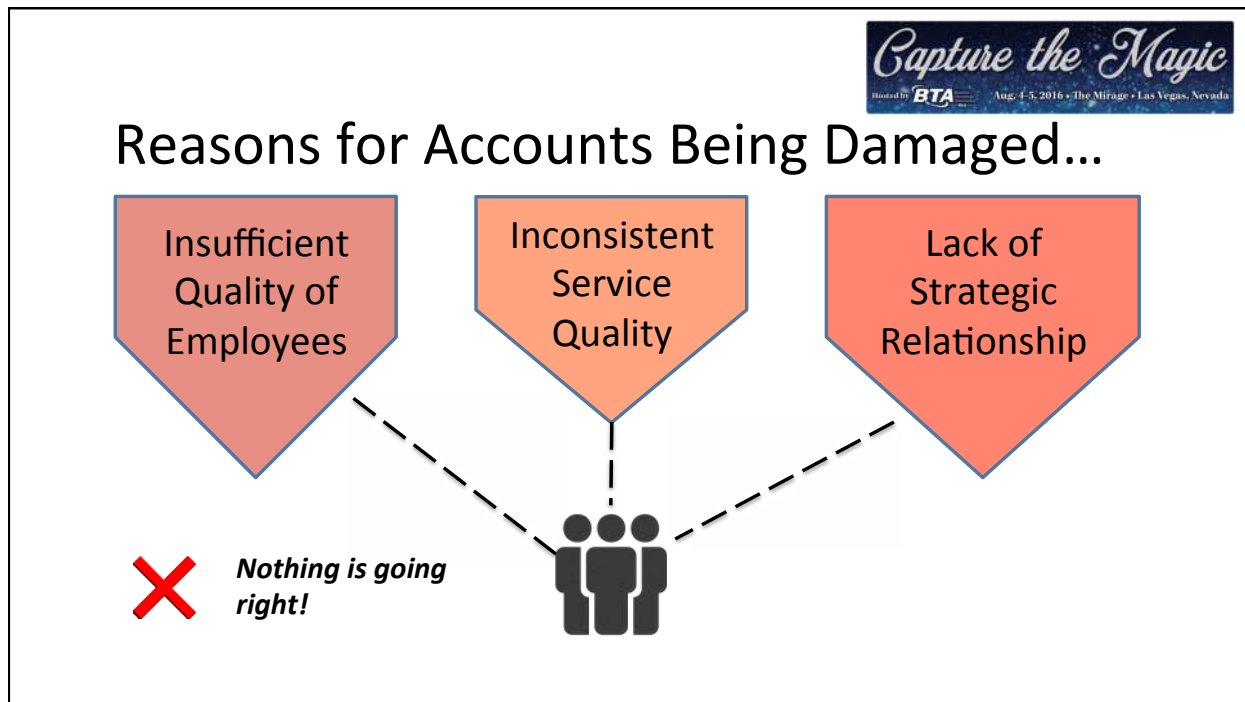 Capture the Magic
Hosted by BTA Aug. 4-5, 2016 • The Mirage • Las Vegas, Nevada
Reasons for Accounts Being Damaged...
Insufficient
Quality of
Employees
Inconsistent
Service
Quality
Lack of
Strategic
Relationship
Nothing is going
right!